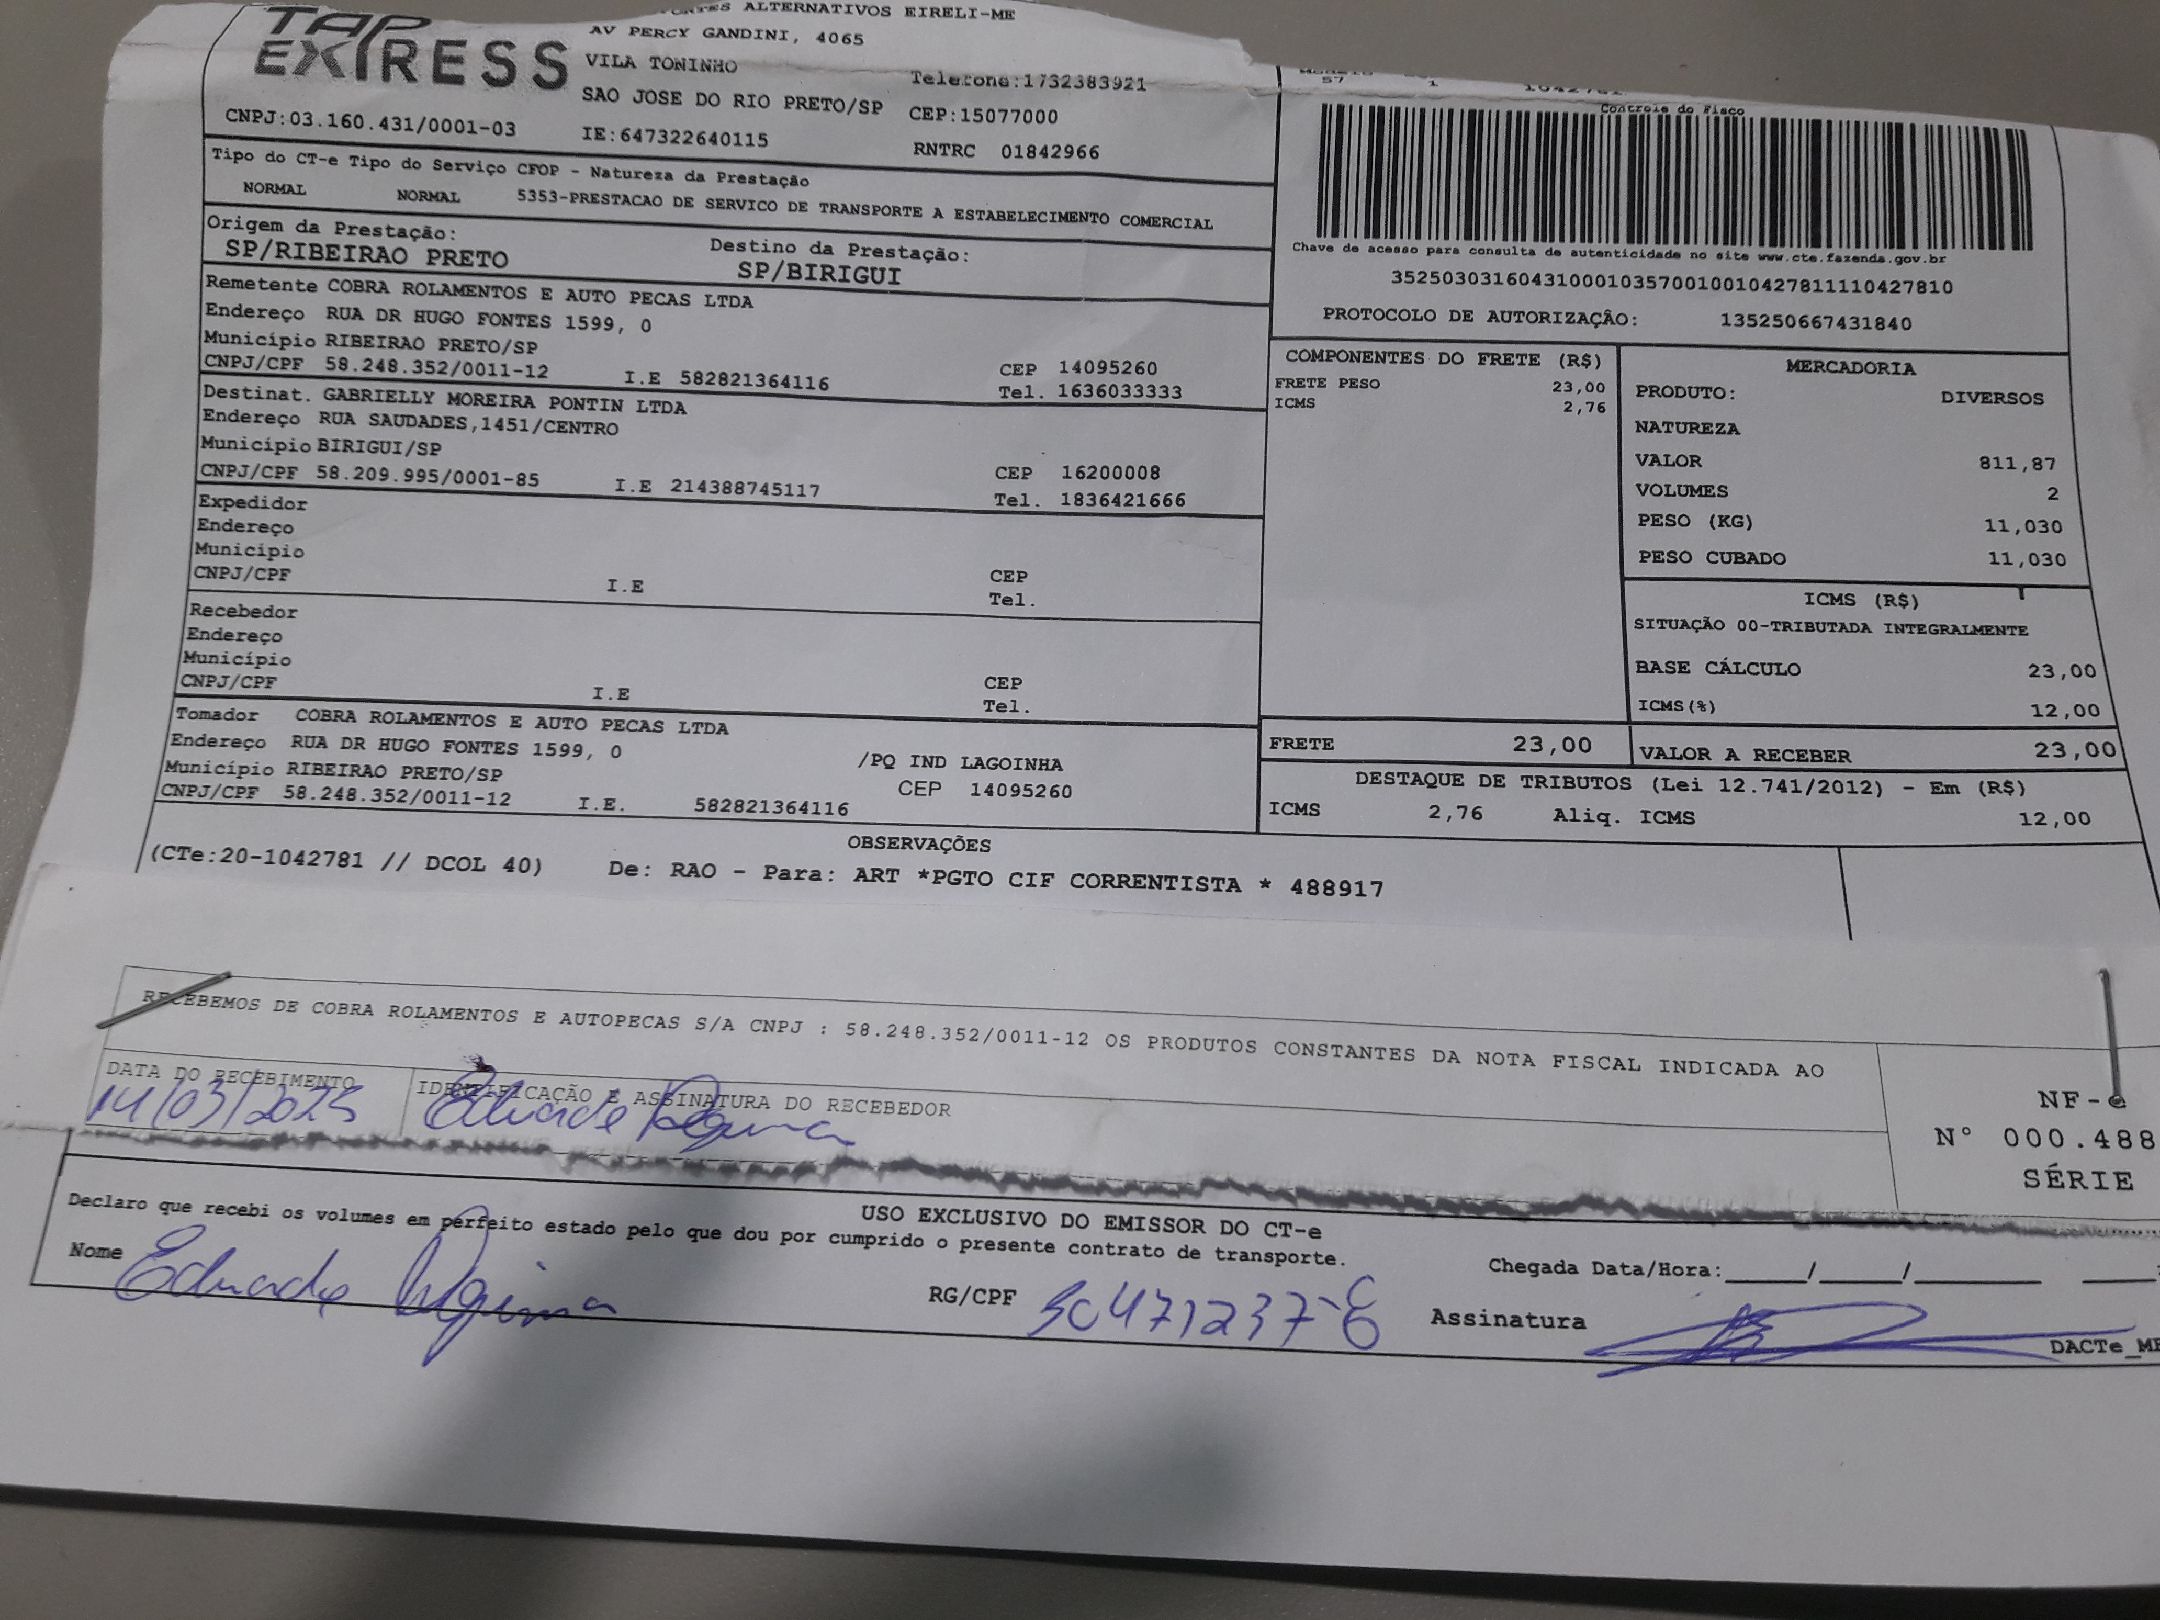 TAP
EXPRESS
ALTERNATIVOS EIRELI-ME
AV PERCY GANDINI, 4065
VILA TONINHO
Telefone:1732383921
SAO JOSE DO RIO PRETO/SP CEP:15077000
CNPJ:03.160.431/0001-03 IE:647322640115 RNTRC 01842966
57 1
Controle do Fisco
Tipo do CT-e Tipo do Serviço CFOP - Natureza da Prestação
NORMAL NORMAL 5353-PRESTACAO DE SERVICO DE TRANSPORTE A ESTABELECIMENTO COMERCIAL
Origem da Prestação: Destino da Prestação:
SP/RIBEIRAO PRETO SP/BIRIGUI
Chave de acesso para consulta de autenticidade no site www.cte.fazenda.gov.br
35250303160431000103570010010427811110427810
PROTOCOLO DE AUTORIZAÇÃO: 135250667431840
Remetente COBRA ROLAMENTOS E AUTO PECAS LTDA
Endereço RUA DR HUGO FONTES 1599, 0
Município RIBEIRAO PRETO/SP CEP 14095260
CNPJ/CPF 58.248.352/0011-12 I.E 582821364116 Tel. 1636033333
Destinat. GABRIELLY MOREIRA PONTIN LTDA
Endereço RUA SAUDADES,1451/CENTRO
Município BIRIGUI/SP CEP 16200008
CNPJ/CPF 58.209.995/0001-85 I.E 214388745117 Tel. 1836421666
Expedidor
Endereço
Município CEP
CNPJ/CPF I.E Tel.
Recebedor
Endereço
Município CEP
CNPJ/CPF I.E Tel.
Tomador COBRA ROLAMENTOS E AUTO PECAS LTDA
Endereço RUA DR HUGO FONTES 1599, 0 /PQ IND LAGOINHA
Município RIBEIRAO PRETO/SP CEP 14095260
CNPJ/CPF 58.248.352/0011-12 I.E. 582821364116
COMPONENTES DO FRETE (R$)
FRETE PESO 23,00
ICMS 2,76
MERCADORIA
PRODUTO: DIVERSOS
NATUREZA
VALOR 811,87
VOLUMES 2
PESO (KG) 11,030
PESO CUBADO 11,030
ICMS (R$)
SITUAÇÃO 00-TRIBUTADA INTEGRALMENTE
BASE CÁLCULO 23,00
ICMS(%) 12,00
FRETE 23,00 VALOR A RECEBER 23,00
DESTAQUE DE TRIBUTOS (Lei 12.741/2012) - Em (R$)
ICMS 2,76 Aliq. ICMS 12,00
OBSERVAÇÕES
(CTe:20-1042781 // DCOL 40) De: RAO - Para: ART *PGTO CIF CORRENTISTA * 488917
RECEBEMOS DE COBRA ROLAMENTOS E AUTOPECAS S/A CNPJ : 58.248.352/0011-12 OS PRODUTOS CONSTANTES DA NOTA FISCAL INDICADA AO
DATA DO RECEBIMENTO IDENTIFICAÇÃO E ASSINATURA DO RECEBEDOR
14/03/2025 Eduarde
NF-e
N° 000.488
SÉRIE
USO EXCLUSIVO DO EMISSOR DO CT-e
Declaro que recebi os volumes em perfeito estado pelo que dou por cumprido o presente contrato de transporte.
Nome Eduarde RG/CPF Assinatura
Chegada Data/Hora:____/____/______ ____
DACTe_